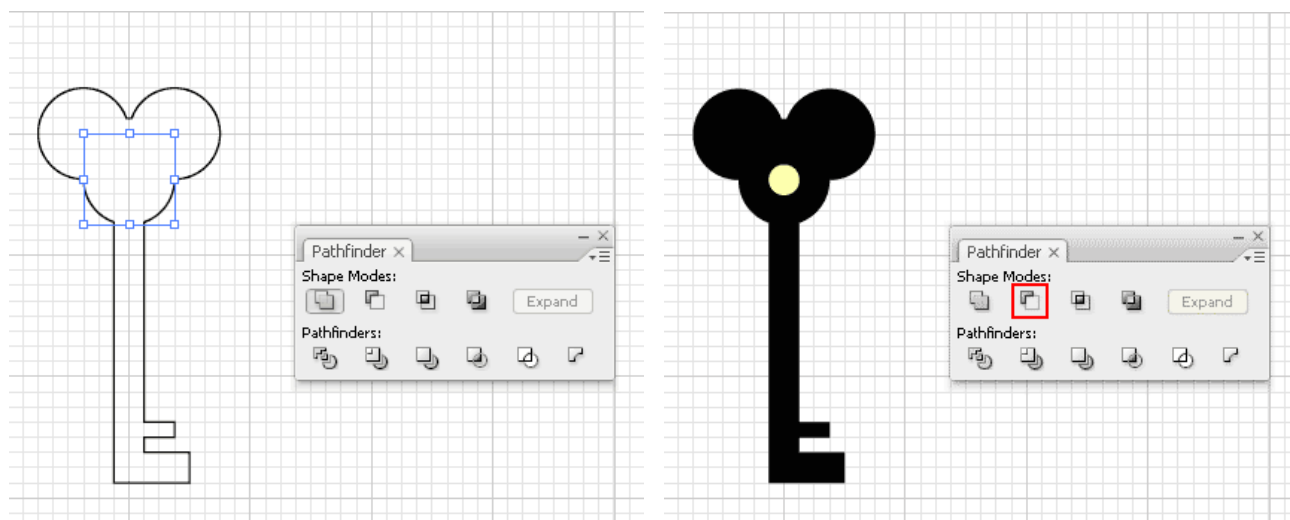 Pathfinder
Shape Modes:
Expand
Pathfinders:
Pathfinder
Shape Modes:
Expand
Pathfinders: